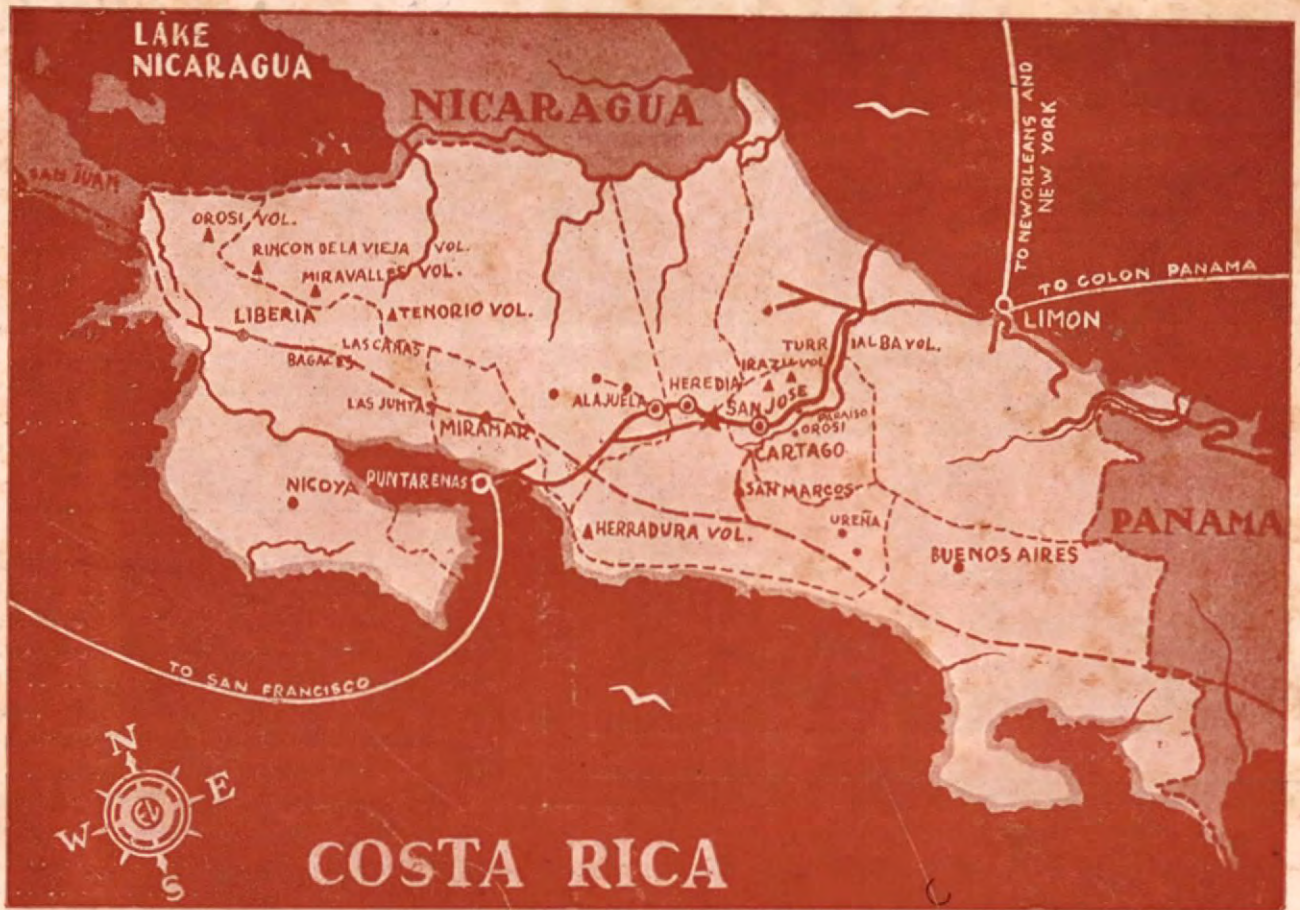 LAKE
NICARAGUA
NICARAGUA
SAN JUAN
TO NEW ORLEANS AND
NEW YORK
TO COLON PANAMA
LIMON
OROSI VOL.
RINCON DE LA VIEJA VOL.
MIRAVALLES VOL.
TENORIO VOL.
LIBERIA
BAGACES
LAS CAÑAS
LAS JUNTAS
MIRAMAR
TURRIALBA VOL.
IRAZU VOL.
HEREDIA
ALAJUELA
SAN JOSE
PARAISO
OROSI
CARTAGO
SAN MARCOS
NICOYA
PUNTARENAS
HERRADURA VOL.
UREÑA
BUENOS AIRES
PANAMA
TO SAN FRANCISCO
N
E
W
S
COSTA RICA